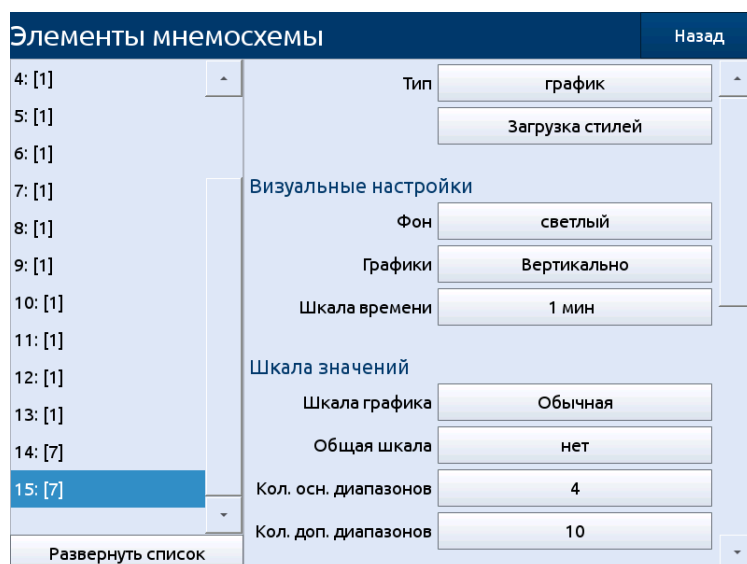 Элементы мнемосхемы
Назад
4: [1]
5: [1]
6: [1]
7: [1]
8: [1]
9: [1]
10: [1]
11: [1]
12: [1]
13: [1]
14: [7]
15: [7]
Развернуть список
Тип график
Загрузка стилей
Визуальные настройки
Фон светлый
Графики Вертикально
Шкала времени 1 мин
Шкала значений
Шкала графика Обычная
Общая шкала нет
Кол. осн. диапазонов 4
Кол. доп. диапазонов 10